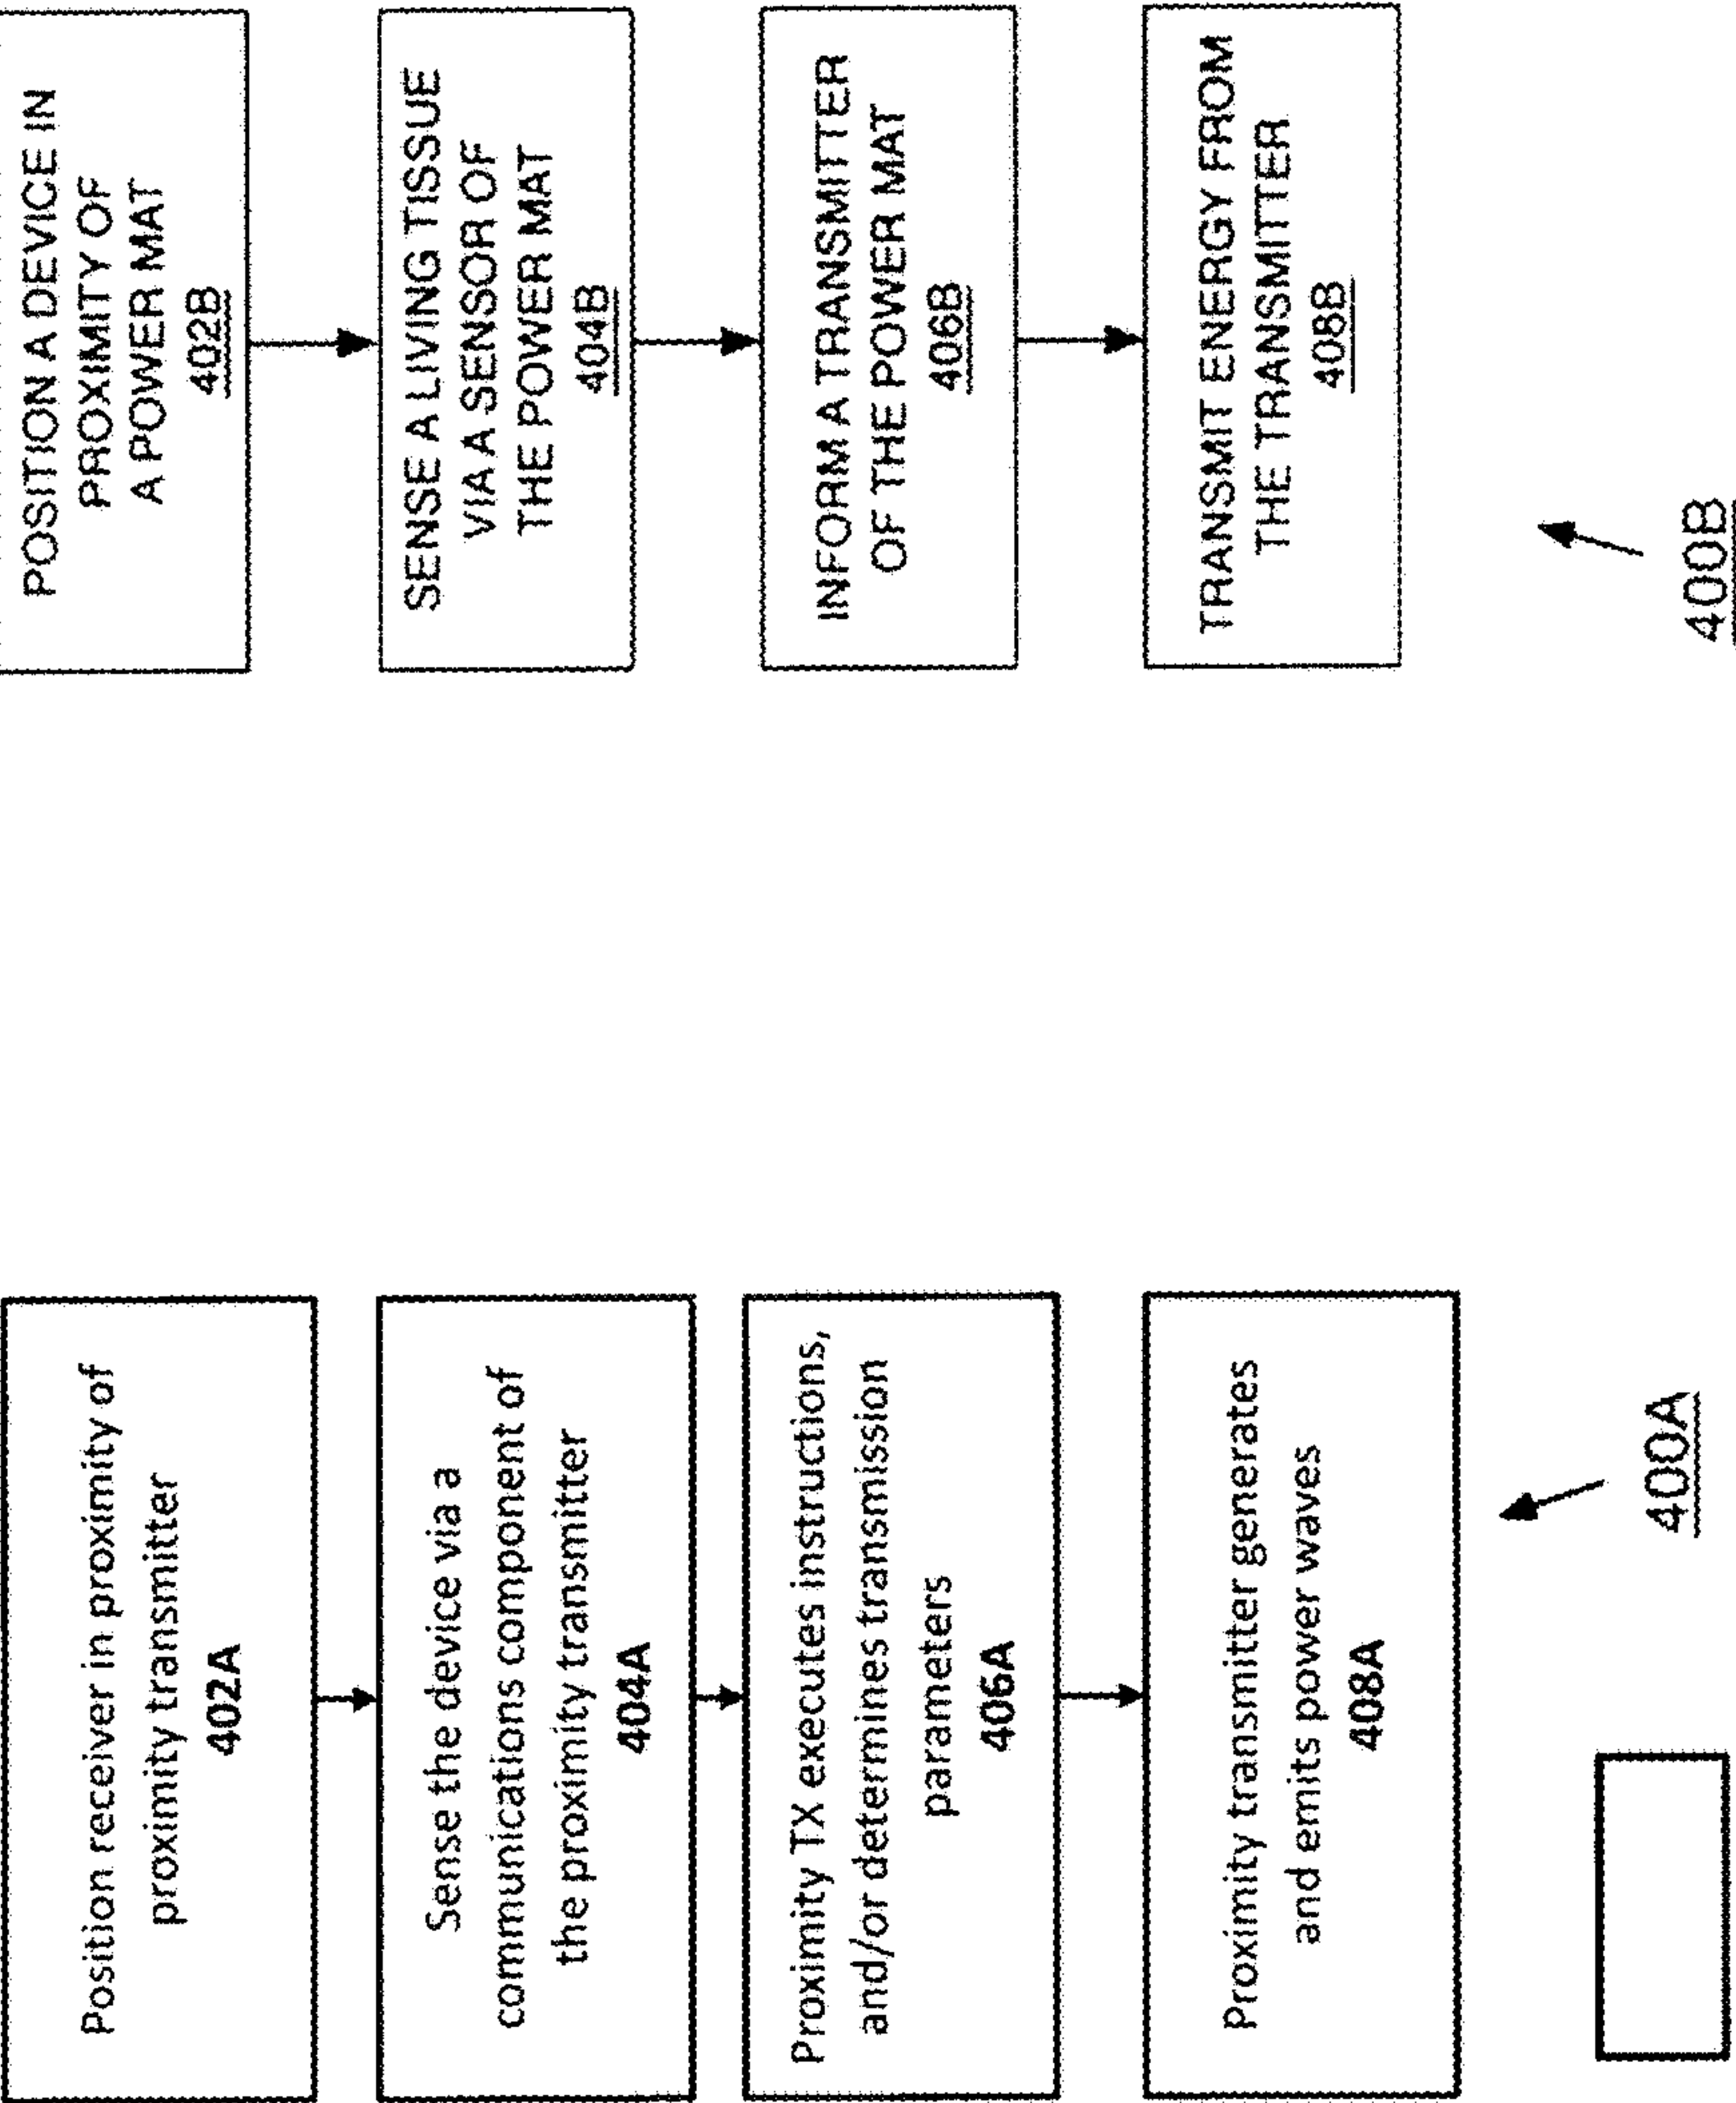 Position receiver in proximity of
proximity transmitter
402A
Sense the device via a
communications component of
the proximity transmitter
404A
Proximity TX executes instructions,
and/or determines transmission
parameters
406A
Proximity transmitter generates
and emits power waves
408A
400A
POSITION A DEVICE IN
PROXIMITY OF
A POWER MAT
402B
SENSE A LIVING TISSUE
VIA A SENSOR OF
THE POWER MAT
404B
INFORM A TRANSMITTER
OF THE POWER MAT
406B
TRANSMIT ENERGY FROM
THE TRANSMITTER
408B
400B